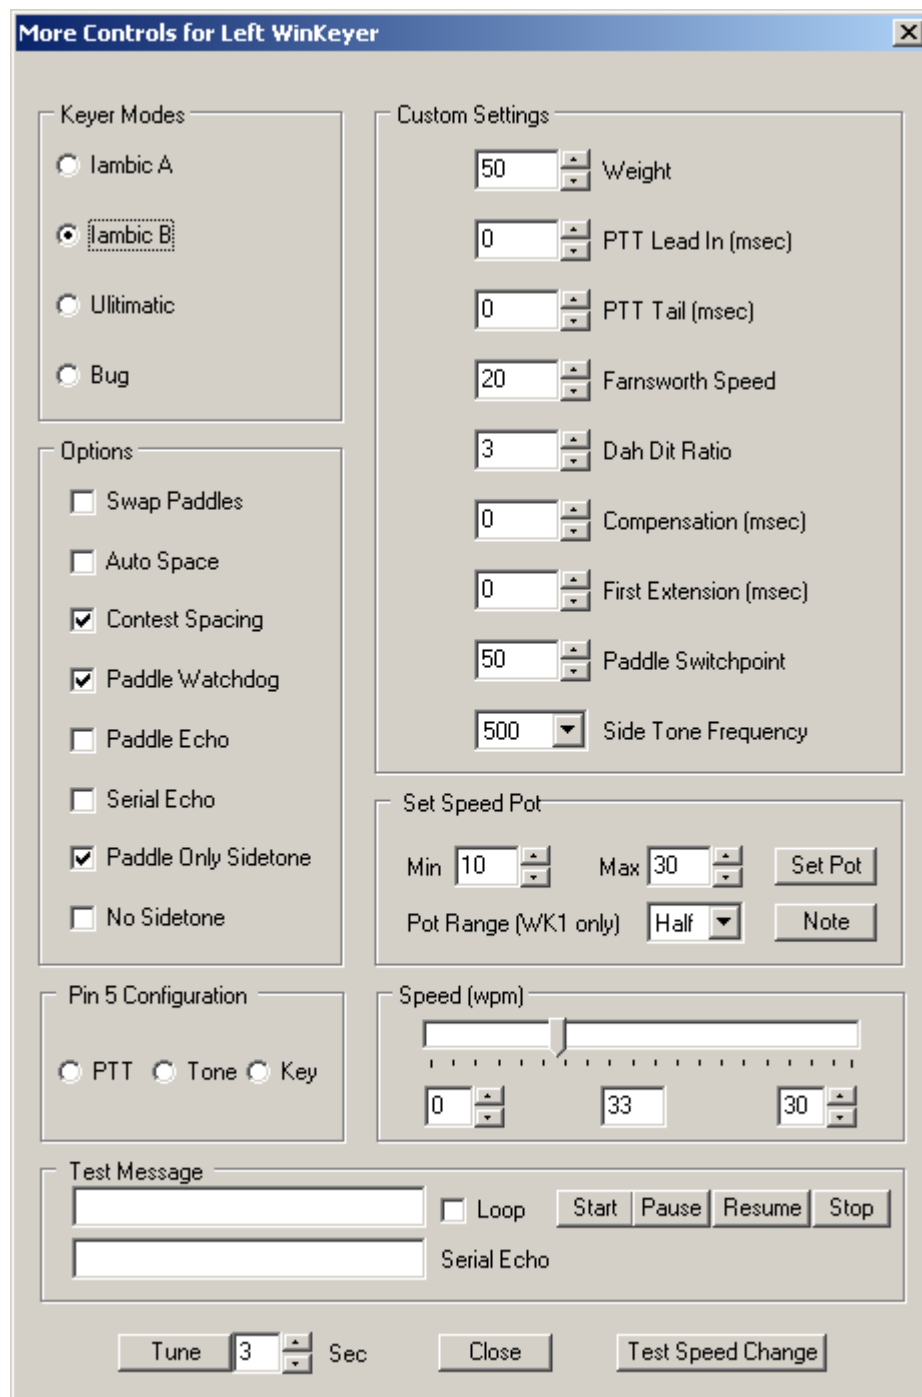 More Controls for Left WinKeyer
Keyer Modes
Iambic A
Iambic B
Ulitimatic
Bug
Custom Settings
50 Weight
0 PTT Lead In (msec)
0 PTT Tail (msec)
20 Farnsworth Speed
3 Dah Dit Ratio
0 Compensation (msec)
0 First Extension (msec)
50 Paddle Switchpoint
500 Side Tone Frequency
Options
Swap Paddles
Auto Space
Contest Spacing
Paddle Watchdog
Paddle Echo
Serial Echo
Paddle Only Sidetone
No Sidetone
Set Speed Pot
Min 10 Max 30 Set Pot
Pot Range (WK1 only) Half Note
Pin 5 Configuration
PTT Tone Key
Speed (wpm)
0 33 30
Test Message
Loop Start Pause Resume Stop
Serial Echo
Tune 3 Sec Close Test Speed Change